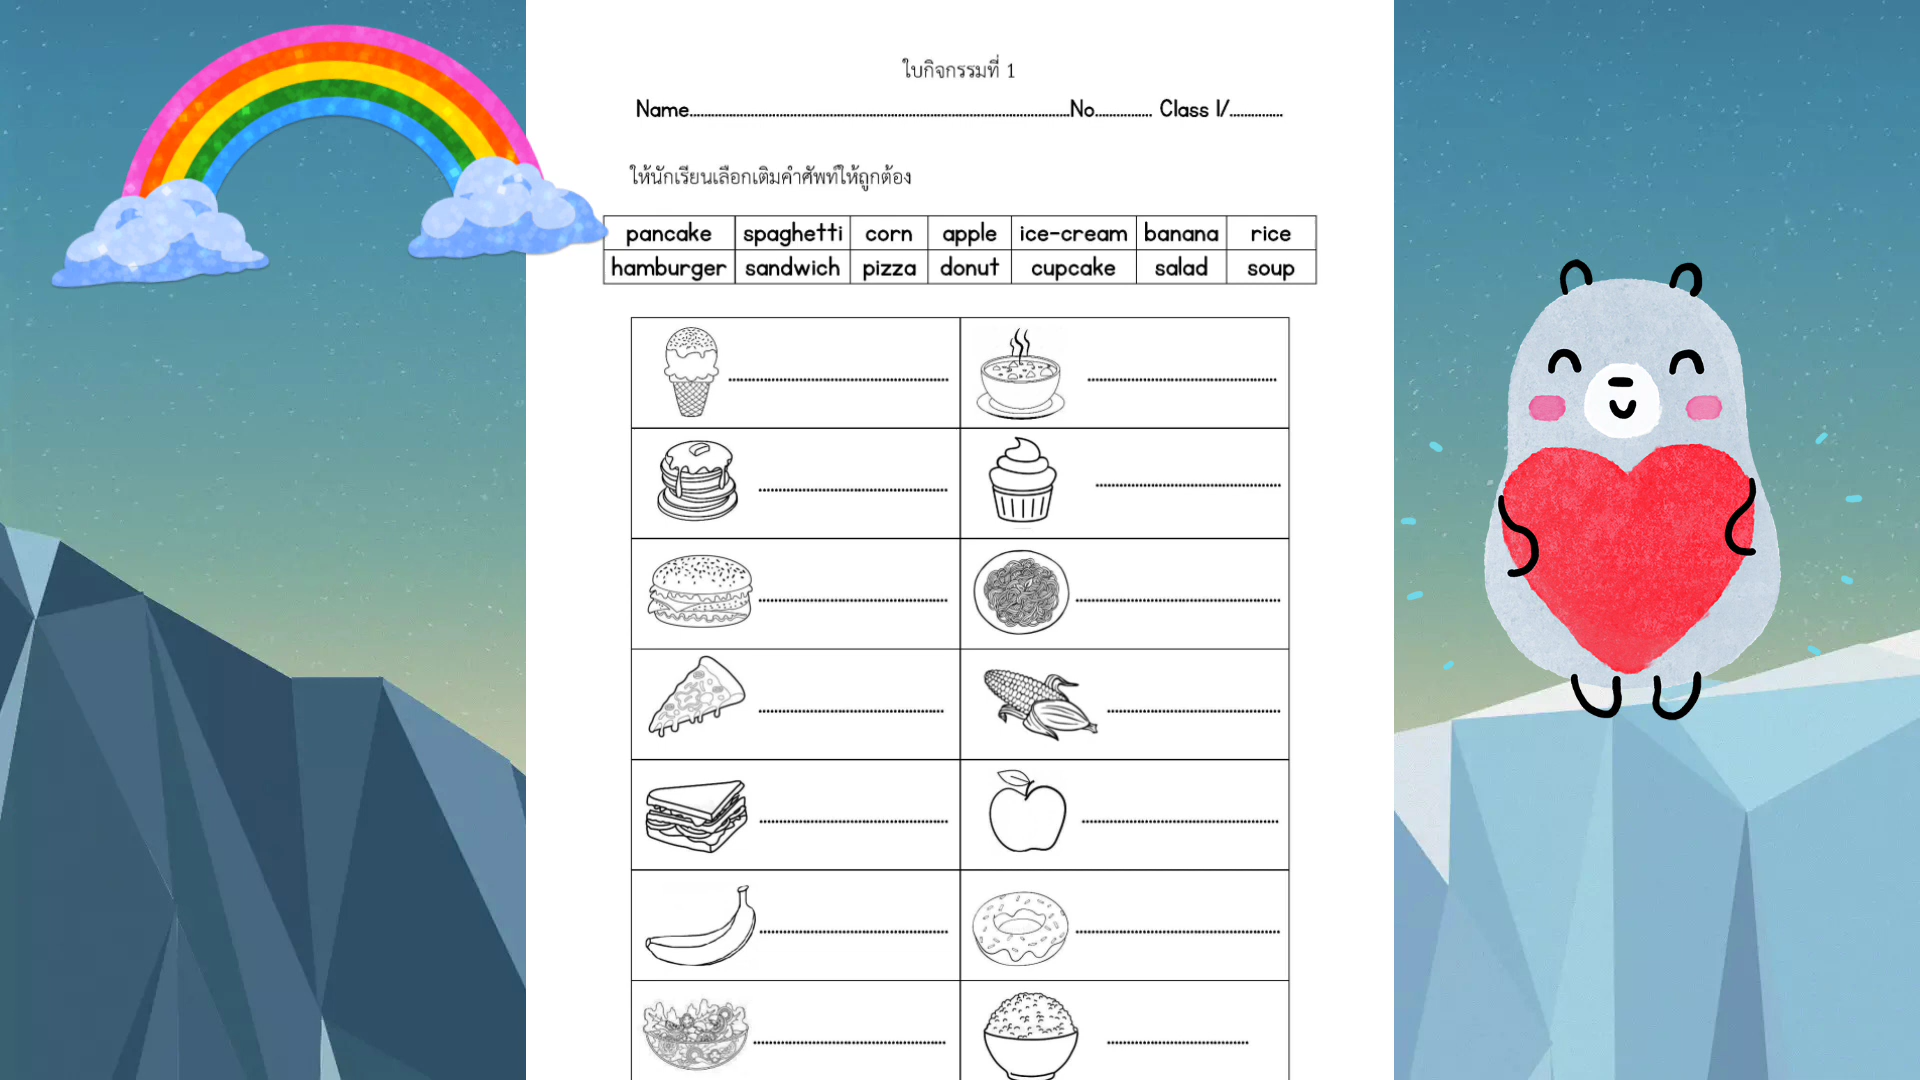 ใบกิจกรรมที่ 1
Name..........................................................................................................No................ Class 1/...............
ให้นักเรียนเลือกเติมคำศัพท์ให้ถูกต้อง
pancake spaghetti corn apple ice-cream banana rice
hamburger sandwich pizza donut cupcake salad soup